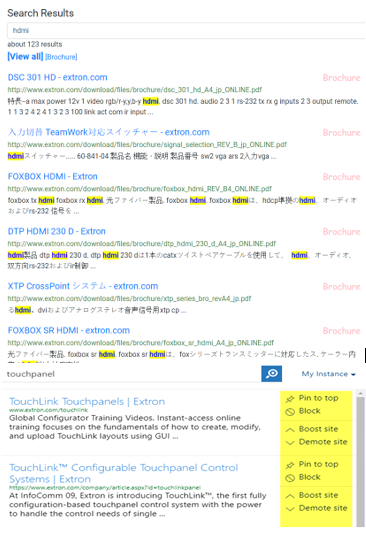 Search Results
hdmi
about 123 results
[View all] [Brochure]
DSC 301 HD - extron.com
Brochure
http://www.extron.com/download/files/brochure/dsc_301_hd_A4_jp_ONLINE.pdf
特長--a max power 12v 1 video rgb/r-y,y,b-y hdmi. dsc 301 hd. audio 2 3 1 rs-232 tx rx g inputs 2 3 output remote.
1 1 3 2 4 2 4 1 3 2 3 100 link act com ir input ...
入力切替 TeamWork対応スイッチャー - extron.com
Brochure
http://www.extron.com/download/files/brochure/signal_selection_REV_B_jp_ONLINE.pdf
hdmiスイッチャー..... 60-841-04 製品名 機能・説明 製品番号 sw2 vga ars 2入力vga ...
FOXBOX HDMI - Extron
Brochure
http://www.extron.com/download/files/brochure/foxbox_hdmi_REV_B4_ONLINE.pdf
foxbox tx hdmi foxbox rx hdmi. 光ファイバー製品. foxbox hdmi. foxbox hdmiは、hdcp準拠のhdmi、オーディオ
およびrs-232 信号を ...
DTP HDMI 230 D - Extron
Brochure
http://www.extron.com/download/files/brochure/dtp_hdmi_230_d_A4_jp_ONLINE.pdf
hdmi製品 dtp hdmi 230 d. dtp hdmi 230 dは1本のcatxツイストペアケーブルを使用して、 hdmi、オーディオ、
双方向rs-232およびir制御 ...
XTP CrossPoint システム - extron.com
Brochure
http://www.extron.com/download/files/brochure/xtp_series_bro_revA4_jp.pdf
るhdmi、dviおよびアナログステレオ音声信号用xtp cp ...
FOXBOX SR HDMI - extron.com
Brochure
http://www.extron.com/download/files/brochure/foxbox_sr_hdmi_A4_jp_ONLINE.pdf
光ファイバー製品. foxbox sr hdmi. foxbox sr hdmiは、foxシリーズトランスミッターに対応したス,ケーラー内
touchpanel
My Instance
TouchLink Touchpanels | Extron
www.extron.com/touchlink
Global Configurator Training Videos. Instant-access online
training focuses on the fundamentals of how to create, modify,
and upload TouchLink layouts using GUI ...
Pin to top
Block
Boost site
Demote site
TouchLink™ Configurable Touchpanel Control
Systems | Extron
https://www.extron.com/company/article.aspx?id=touchlinkpanel
At InfoComm 09, Extron is introducing TouchLink™, the first fully
configuration-based touchpanel control system with the power
to handle the control needs of single ...
Pin to top
Block
Boost site
Demote site